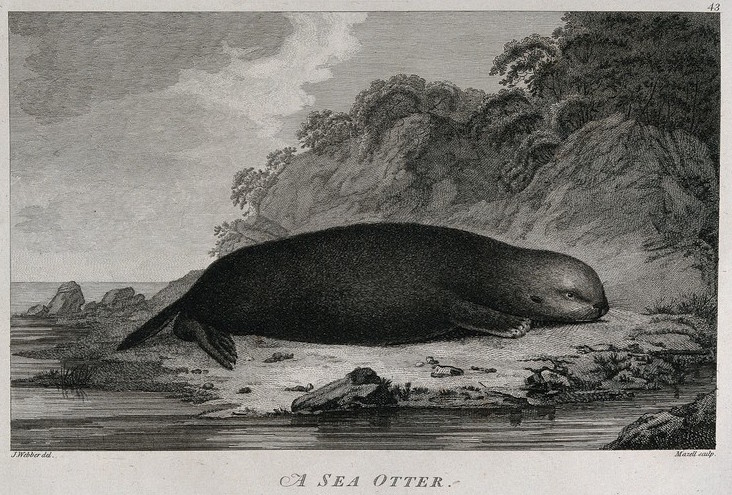 43
J. Webber del.
Mazell sculp.
A SEA OTTER.